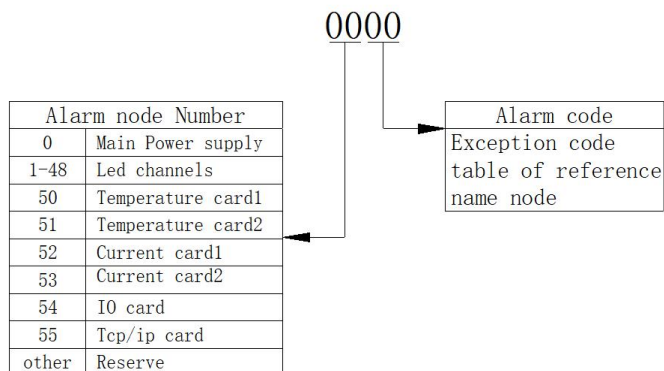 0000
Alarm node Number
0 Main Power supply
1-48 Led channels
50 Temperature card1
51 Temperature card2
52 Current card1
53 Current card2
54 IO card
55 Tcp/ip card
other Reserve
Alarm code
Exception code
table of reference
name node